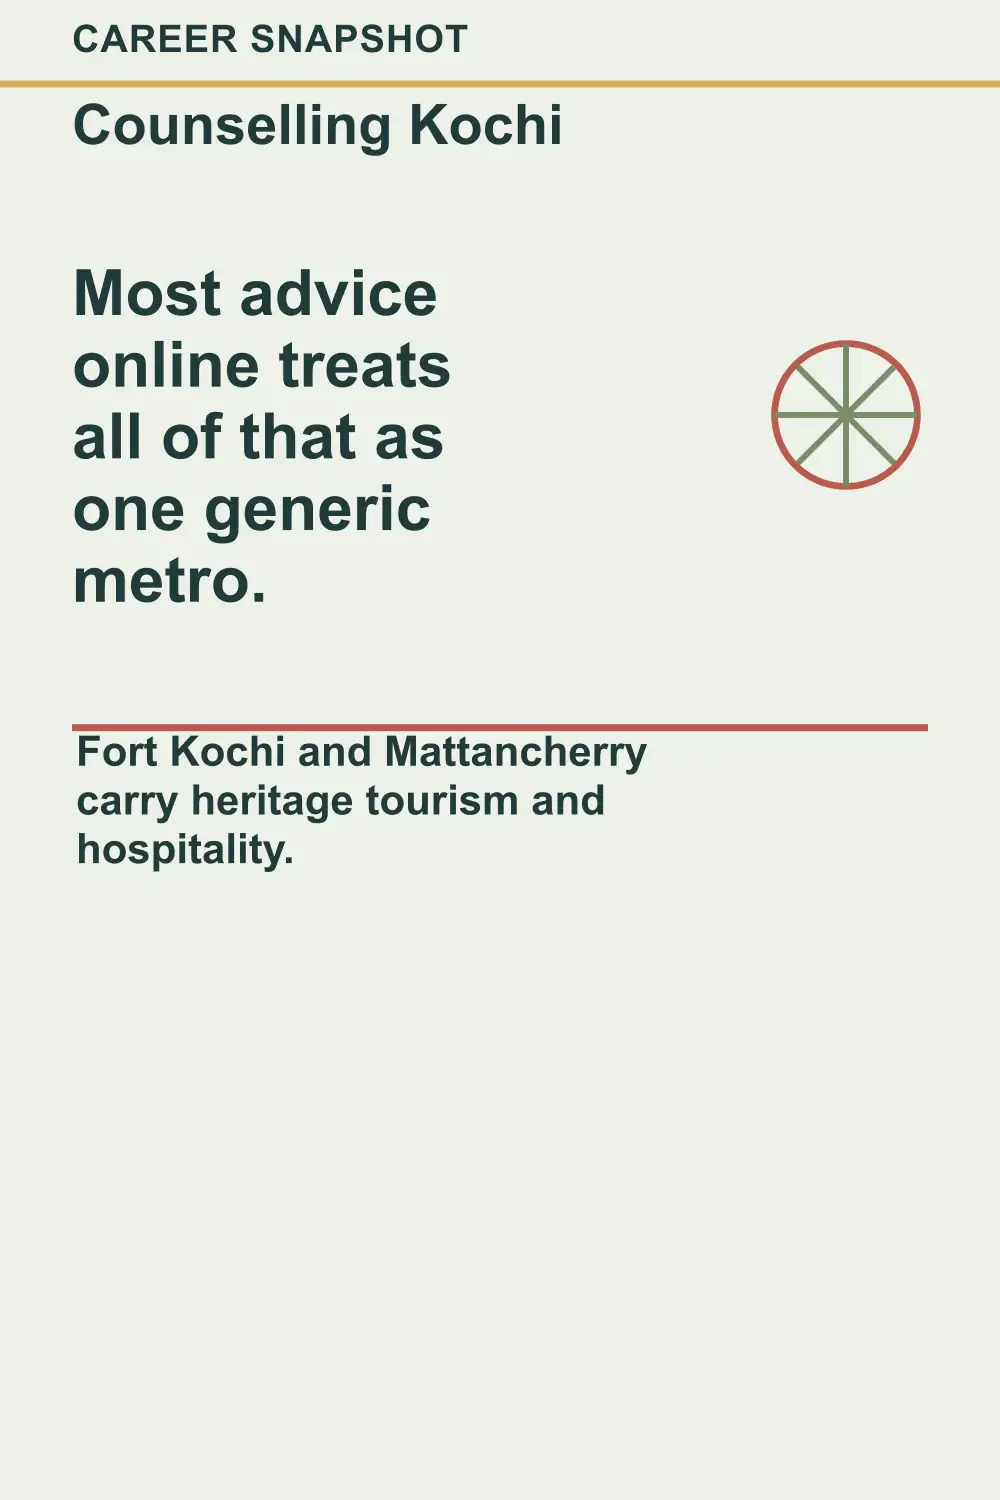 CAREER SNAPSHOT
Counselling Kochi
Most advice
online treats
all of that as
one generic
metro.
Fort Kochi and Mattancherry
carry heritage tourism and
hospitality.